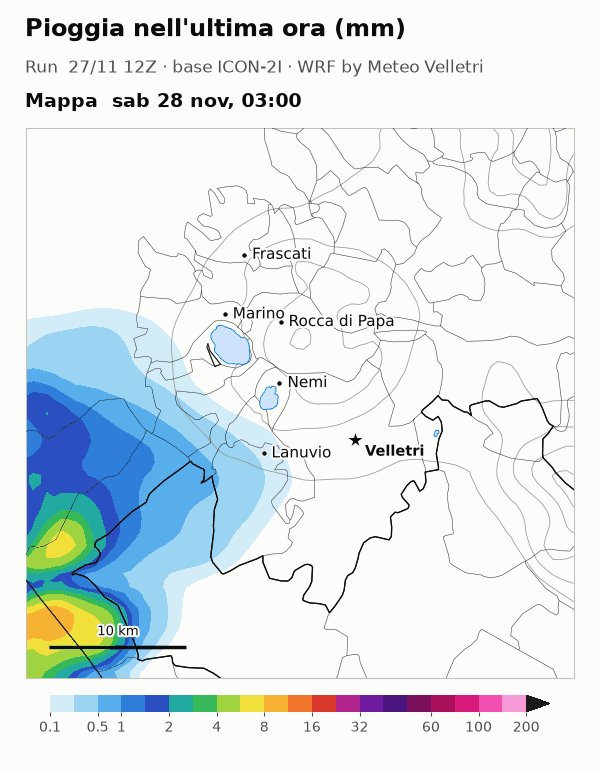 Pioggia nell'ultima ora (mm)
Run  27/11 12Z · base ICON-2I · WRF by Meteo Velletri
Mappa  sab 28 nov, 03:00
Frascati
Marino
Rocca di Papa
Nemi
Velletri
Lanuvio
10 km
0.1 0.5 1 2 4 8 16 32 60 100 200